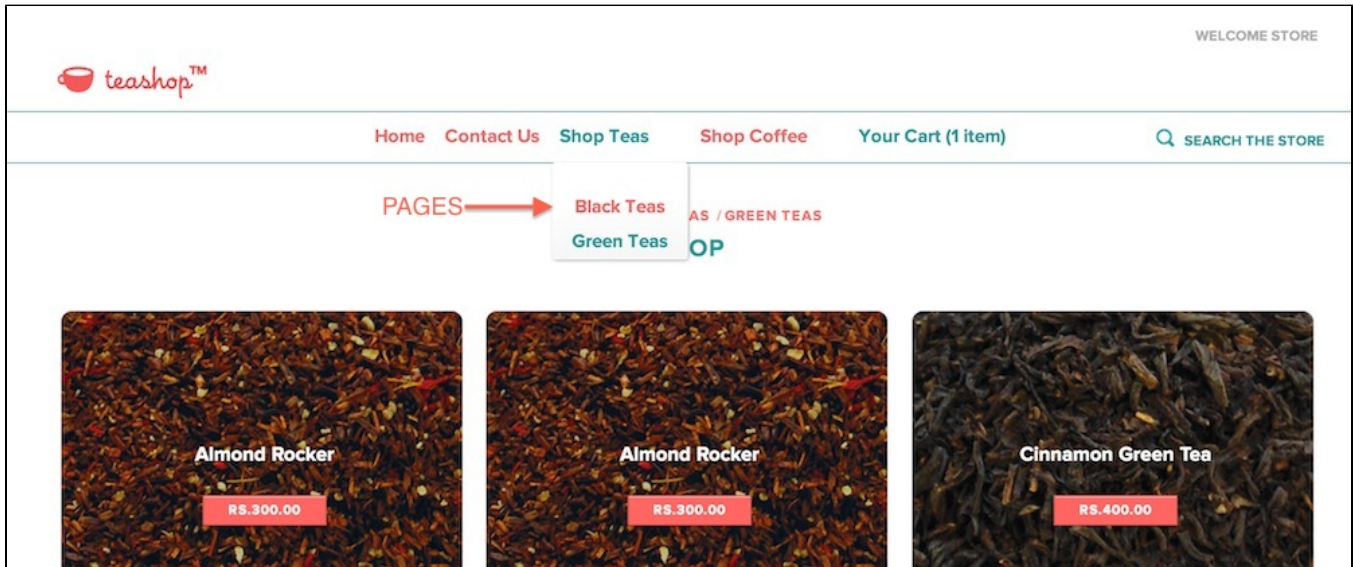 WELCOME STORE
teashop™
Home Contact Us Shop Teas Shop Coffee Your Cart (1 item) SEARCH THE STORE
PAGES Black Teas AS / GREEN TEAS
Green Teas OP
Almond Rocker Almond Rocker Cinnamon Green Tea
RS.300.00 RS.300.00 RS.400.00